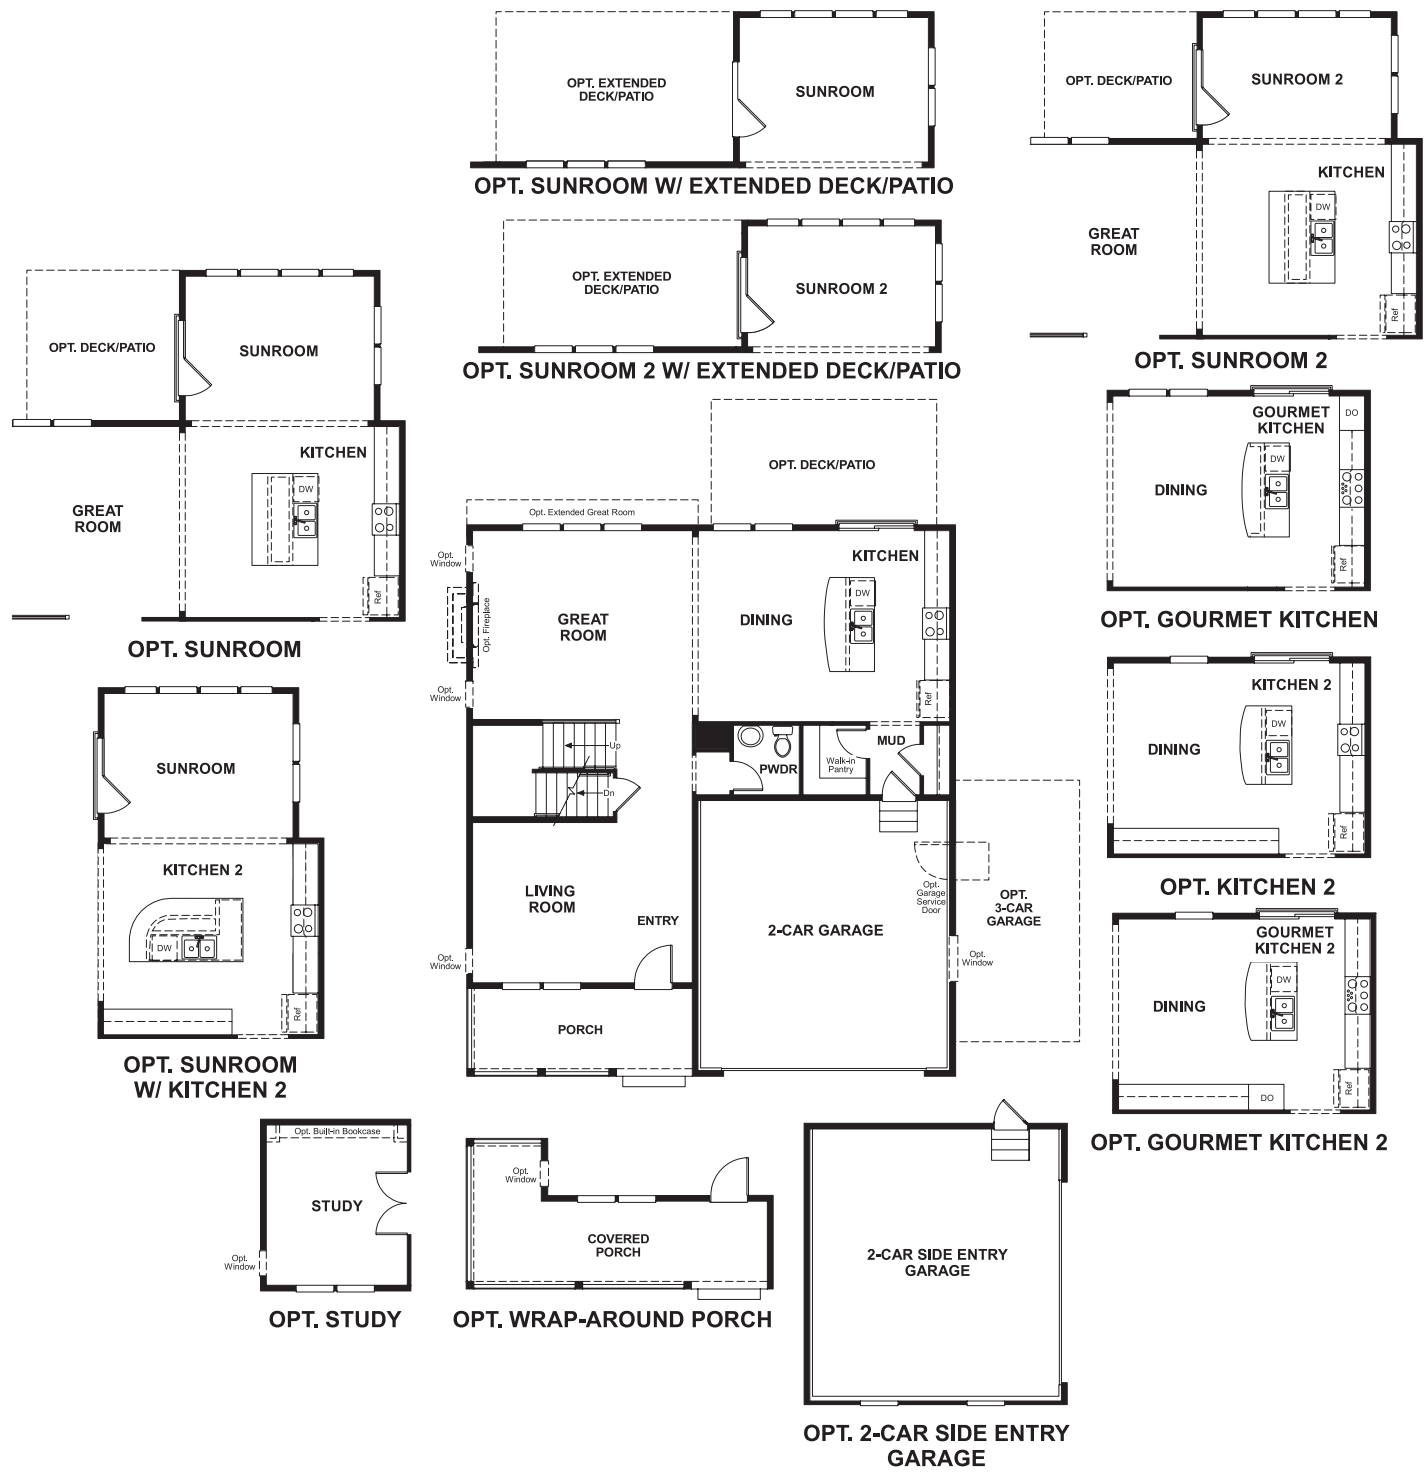 OPT. EXTENDED
DECK/PATIO
SUNROOM
OPT. SUNROOM W/ EXTENDED DECK/PATIO
OPT. EXTENDED
DECK/PATIO
SUNROOM 2
OPT. SUNROOM 2 W/ EXTENDED DECK/PATIO
OPT. DECK/PATIO
SUNROOM 2
KITCHEN
DW
GREAT
ROOM
Ref
OPT. SUNROOM 2
OPT. DECK/PATIO
SUNROOM
KITCHEN
DW
GREAT
ROOM
Ref
OPT. SUNROOM
GOURMET
KITCHEN
DO
DW
DINING
Ref
OPT. GOURMET KITCHEN
OPT. DECK/PATIO
Opt. Extended Great Room
Opt.
Window
KITCHEN
DW
Opt. Fireplace
GREAT
ROOM
DINING
Opt.
Window
Ref
Up
PWDR
MUD
Walk-in
Pantry
Dn
LIVING
ROOM
ENTRY
2-CAR GARAGE
Opt.
Garage
Service
Door
OPT.
3-CAR
GARAGE
Opt.
Window
Opt.
Window
PORCH
SUNROOM
KITCHEN 2
DW
Ref
OPT. SUNROOM
W/ KITCHEN 2
KITCHEN 2
DW
DINING
Ref
OPT. KITCHEN 2
GOURMET
KITCHEN 2
DW
DINING
Ref
DO
OPT. GOURMET KITCHEN 2
Opt. Built-in Bookcase
STUDY
Opt.
Window
OPT. STUDY
Opt.
Window
COVERED
PORCH
OPT. WRAP-AROUND PORCH
2-CAR SIDE ENTRY
GARAGE
OPT. 2-CAR SIDE ENTRY
GARAGE